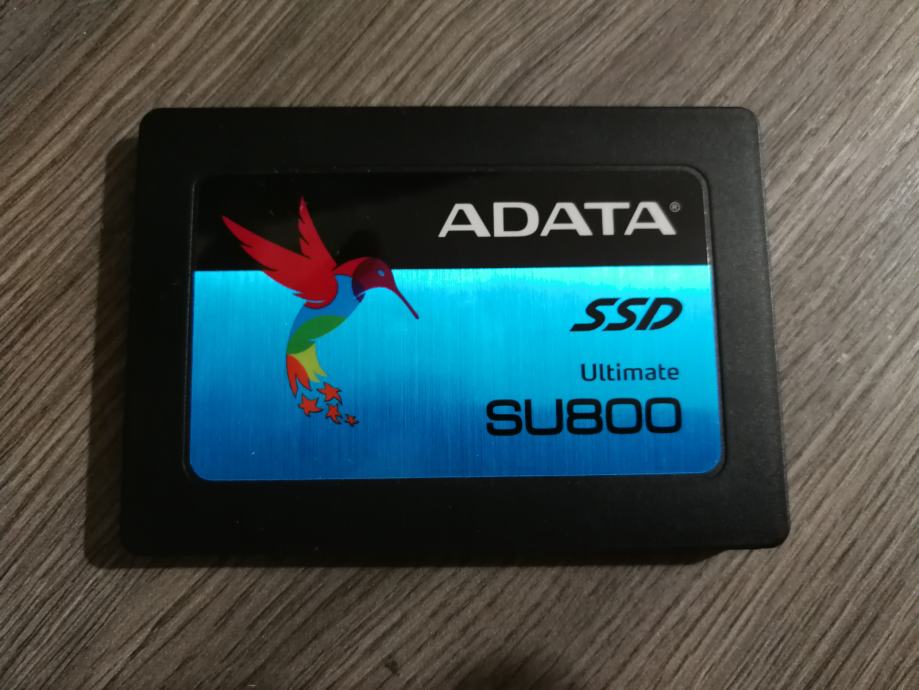 ADATA®
SSD
Ultimate
SU800